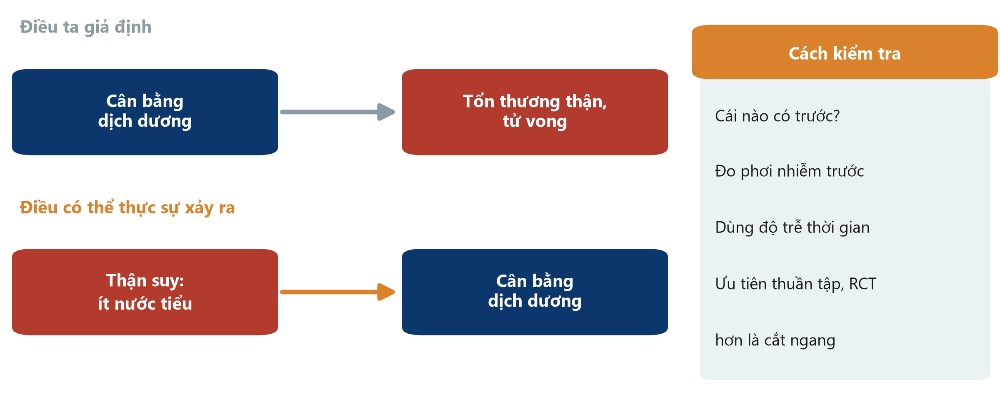 Điều ta giả định
Cân bằng
dịch dương
Tổn thương thận,
tử vong
Điều có thể thực sự xảy ra
Thận suy:
ít nước tiểu
Cân bằng
dịch dương
Cách kiểm tra
Cái nào có trước?
Đo phơi nhiễm trước
Dùng độ trễ thời gian
Ưu tiên thuần tập, RCT
hơn là cắt ngang